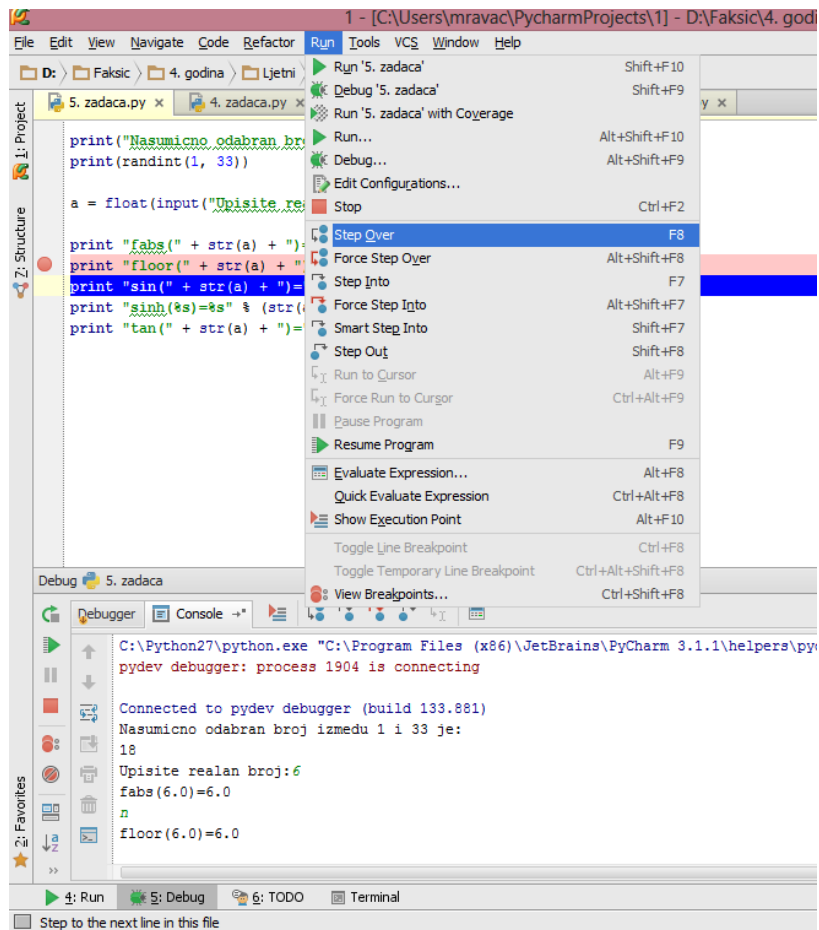 1 - [C:\Users\mravac\PycharmProjects\1] - D:\Faksic\4. godi
File Edit View Navigate Code Refactor Run Tools VCS Window Help
D: Faksic 4. godina Ljetni
5. zadaca.py 4. zadaca.py
1: Project
7: Structure
2: Favorites
print("Nasumicno odabran bro
print(randint(1, 33))
a = float(input("Upisite rea
print "fabs(" + str(a) + ")=
print "floor(" + str(a) + ")
print "sin(" + str(a) + ")="
print "sinh(%s)=%s" % (str(
print "tan(" + str(a) + ")="
Run '5. zadaca' Shift+F10
Debug '5. zadaca' Shift+F9
Run '5. zadaca' with Coverage
Run... Alt+Shift+F10
Debug... Alt+Shift+F9
Edit Configurations...
Stop Ctrl+F2
Step Over F8
Force Step Over Alt+Shift+F8
Step Into F7
Force Step Into Alt+Shift+F7
Smart Step Into Shift+F7
Step Out Shift+F8
Run to Cursor Alt+F9
Force Run to Cursor Ctrl+Alt+F9
Pause Program
Resume Program F9
Evaluate Expression... Alt+F8
Quick Evaluate Expression Ctrl+Alt+F8
Show Execution Point Alt+F10
Toggle Line Breakpoint Ctrl+F8
Toggle Temporary Line Breakpoint Ctrl+Alt+Shift+F8
View Breakpoints... Ctrl+Shift+F8
Debug 5. zadaca
Debugger Console
C:\Python27\python.exe "C:\Program Files (x86)\JetBrains\PyCharm 3.1.1\helpers\pyd
pydev debugger: process 1904 is connecting
Connected to pydev debugger (build 133.881)
Nasumicno odabran broj izmedu 1 i 33 je:
18
Upisite realan broj:6
fabs(6.0)=6.0
n
floor(6.0)=6.0
4: Run 5: Debug 6: TODO Terminal
Step to the next line in this file